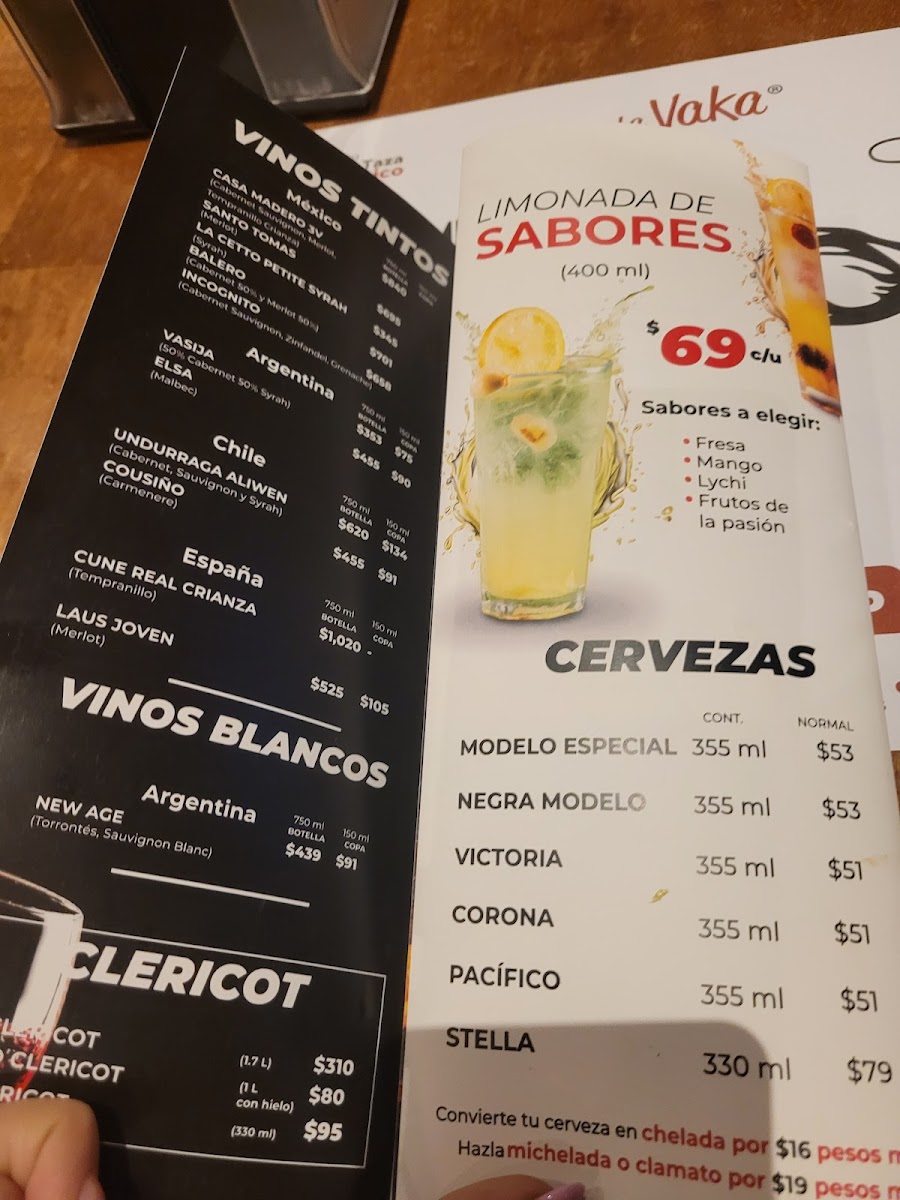 Vaka®
Taza
VINOS TINTOS
México
750 ml
BOTELLA
CASA MADERO 3V
$840
(Cabernet Sauvignon, Merlot,
Tempranillo Crianza)
SANTO TOMAS
$695
(Merlot)
LA CETTO PETITE SYRAH
$345
(Syrah)
BALERO
$701
(Cabernet 50% y Merlot 50%)
INCOGNITO
$658
(Cabernet Sauvignon, Zinfandel, Grenache)
Argentina
750 ml 150 ml
BOTELLA COPA
VASIJA $353 $75
(50% Cabernet 50% Syrah)
ELSA $455 $90
(Malbec)
Chile
750 ml 150 ml
BOTELLA COPA
UNDURRAGA ALIWEN $620 $134
(Cabernet, Sauvignon y Syrah)
COUSIÑO $455 $91
(Carmenere)
España
750 ml 150 ml
BOTELLA COPA
CUNE REAL CRIANZA $1,020 -
(Tempranillo)
LAUS JOVEN $525 $105
(Merlot)
VINOS BLANCOS
Argentina
750 ml 150 ml
BOTELLA COPA
NEW AGE $439 $91
(Torrontés, Sauvignon Blanc)
CLERICOT
COT (1.7 L) $310
CLERICOT (1 L
con hielo) $80
(330 ml) $95
LIMONADA DE
SABORES
(400 ml)
$69 c/u
Sabores a elegir:
• Fresa
• Mango
• Lychi
• Frutos de
la pasión
CERVEZAS
CONT. NORMAL
MODELO ESPECIAL 355 ml $53
NEGRA MODELO 355 ml $53
VICTORIA 355 ml $51
CORONA 355 ml $51
PACÍFICO 355 ml $51
STELLA 330 ml $79
Convierte tu cerveza en chelada por $16 pesos m
Hazla michelada o clamato por $19 pesos m